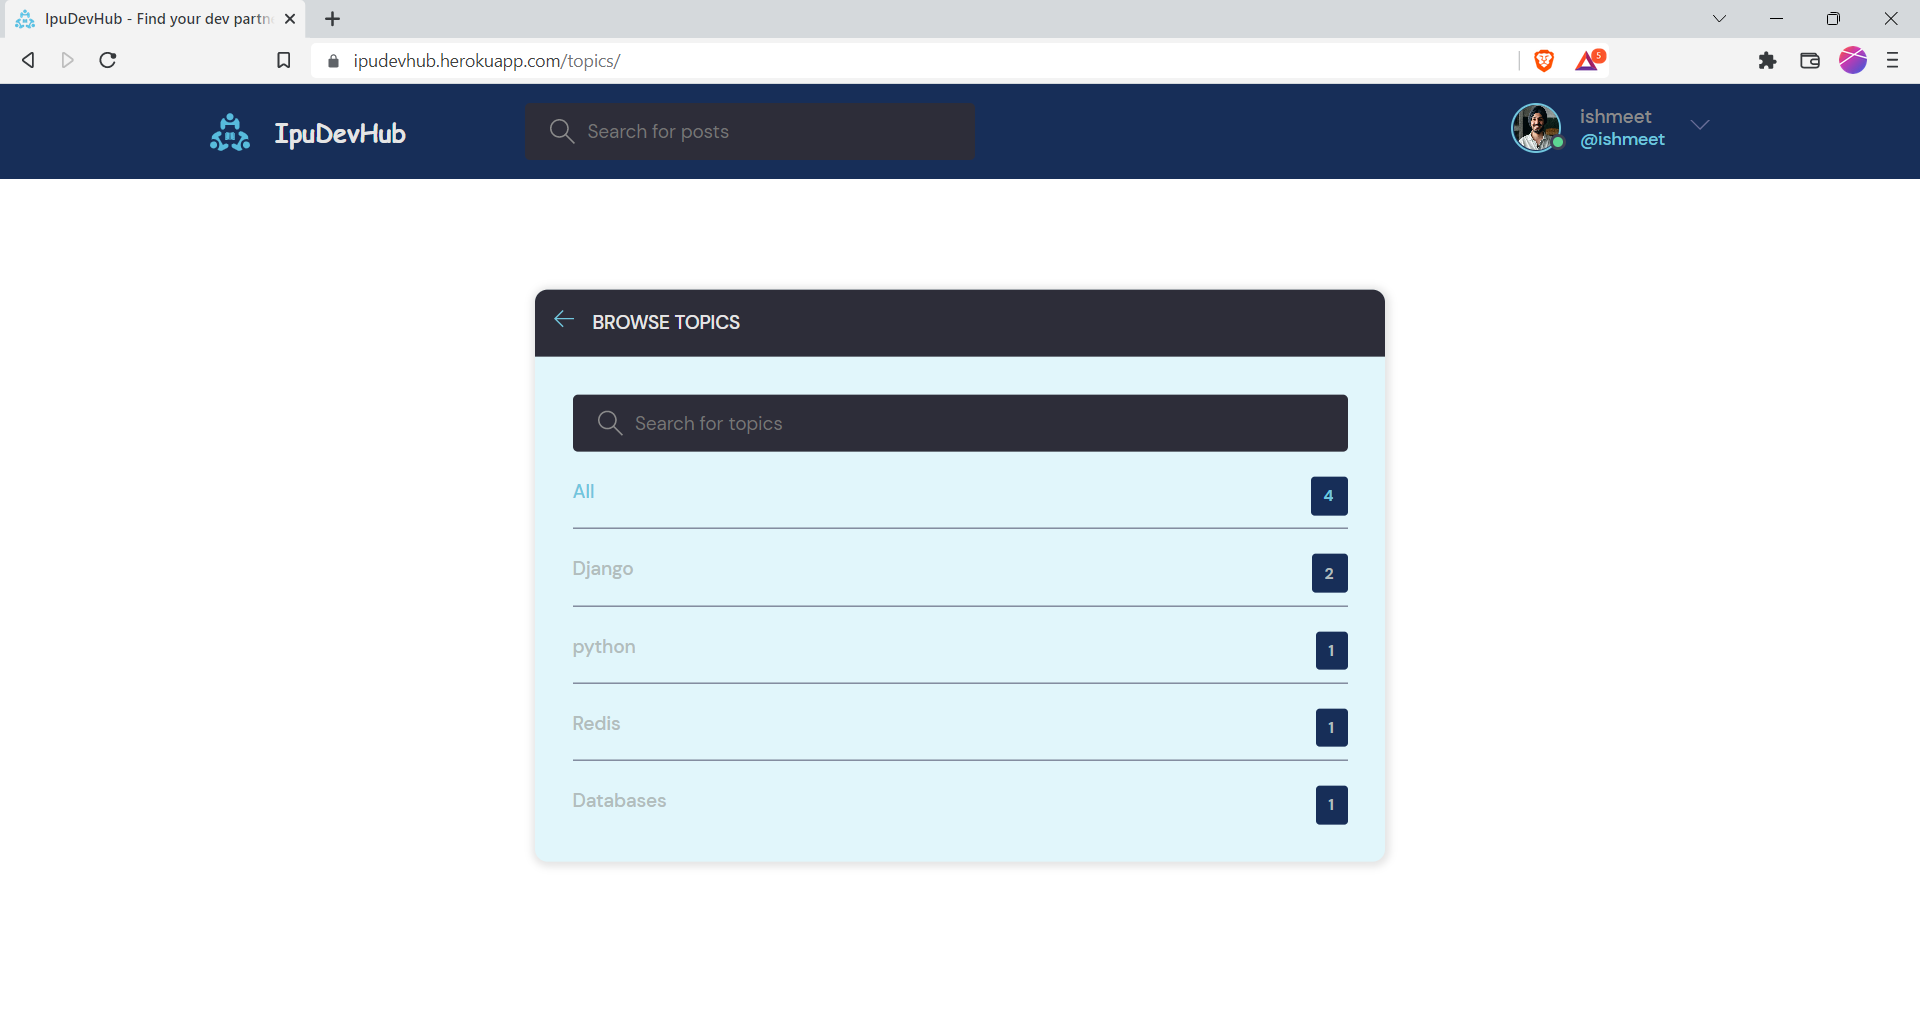 IpuDevHub - Find your dev partn
ipudevhub.herokuapp.com/topics/
5
IpuDevHub
Search for posts
ishmeet
@ishmeet
BROWSE TOPICS
Search for topics
All 4
Django 2
python 1
Redis 1
Databases 1